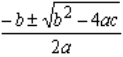 (-b ± √(b² - 4ac)) / 2a